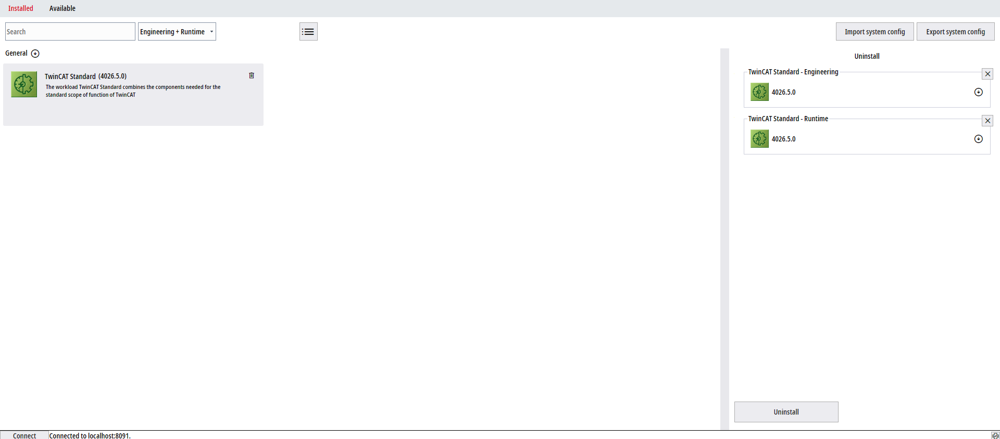 Installed
Available
Search
Engineering + Runtime
Import system config
Export system config
General
TwinCAT Standard (4026.5.0)
The workload TwinCAT Standard combines the components needed for the
standard scope of function of TwinCAT
Uninstall
TwinCAT Standard - Engineering
4026.5.0
TwinCAT Standard - Runtime
4026.5.0
Uninstall
Connect
Connected to localhost:8091.